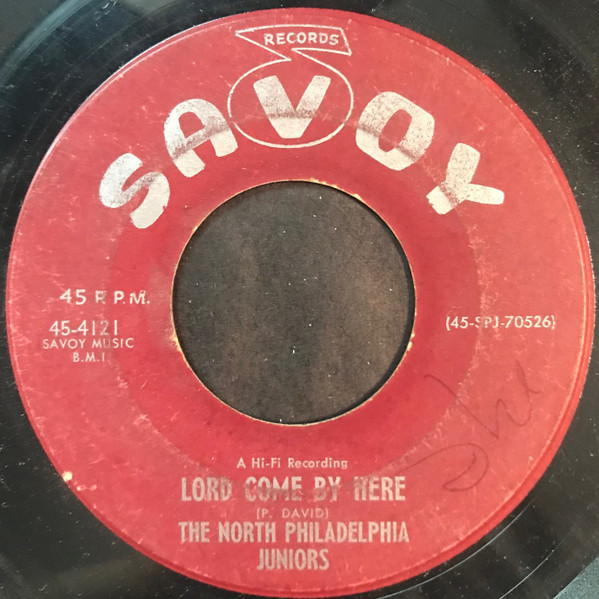 RECORDS
SAVOY
45 R.P.M.
45-4121
SAVOY MUSIC
B.M.I.
(45-SPJ-70526)
A Hi-Fi Recording
LORD COME BY HERE
(P. DAVID)
THE NORTH PHILADELPHIA
JUNIORS